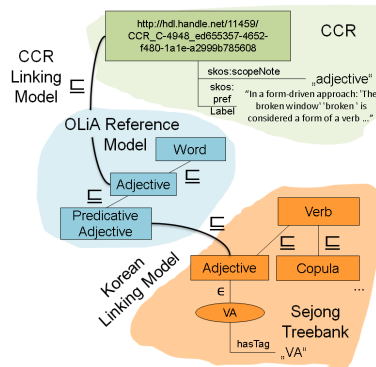 http://hdl.handle.net/11459/
CCR_C-4948_ed655357-4652-
f480-1a1e-a2999b785608
CCR
CCR
Linking
Model
⊑
skos:scopeNote
„adjective“
skos:
pref
Label
“In a form-driven approach: 'The
broken window' 'broken ' is
considered a form of a verb ...”
OLiA Reference
Model
Word
⊑
Adjective
⊑
Predicative
Adjective
⊑
Korean
Linking Model
Verb
⊑
⊑
Adjective
Copula
...
∈
VA
Sejong
Treebank
hasTag
„VA“